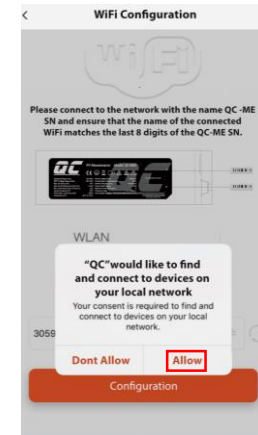 WiFi Configuration
WiFi
Please connect to the network with the name QC -ME
SN and ensure that the name of the connected
WiFi matches the last 8 digits of the QC-ME SN.
QC
WLAN
"QC"would like to find
and connect to devices on
your local network
Your consent is required to find and
connect to devices on your local
network.
3059
Dont Allow
Allow
Configuration